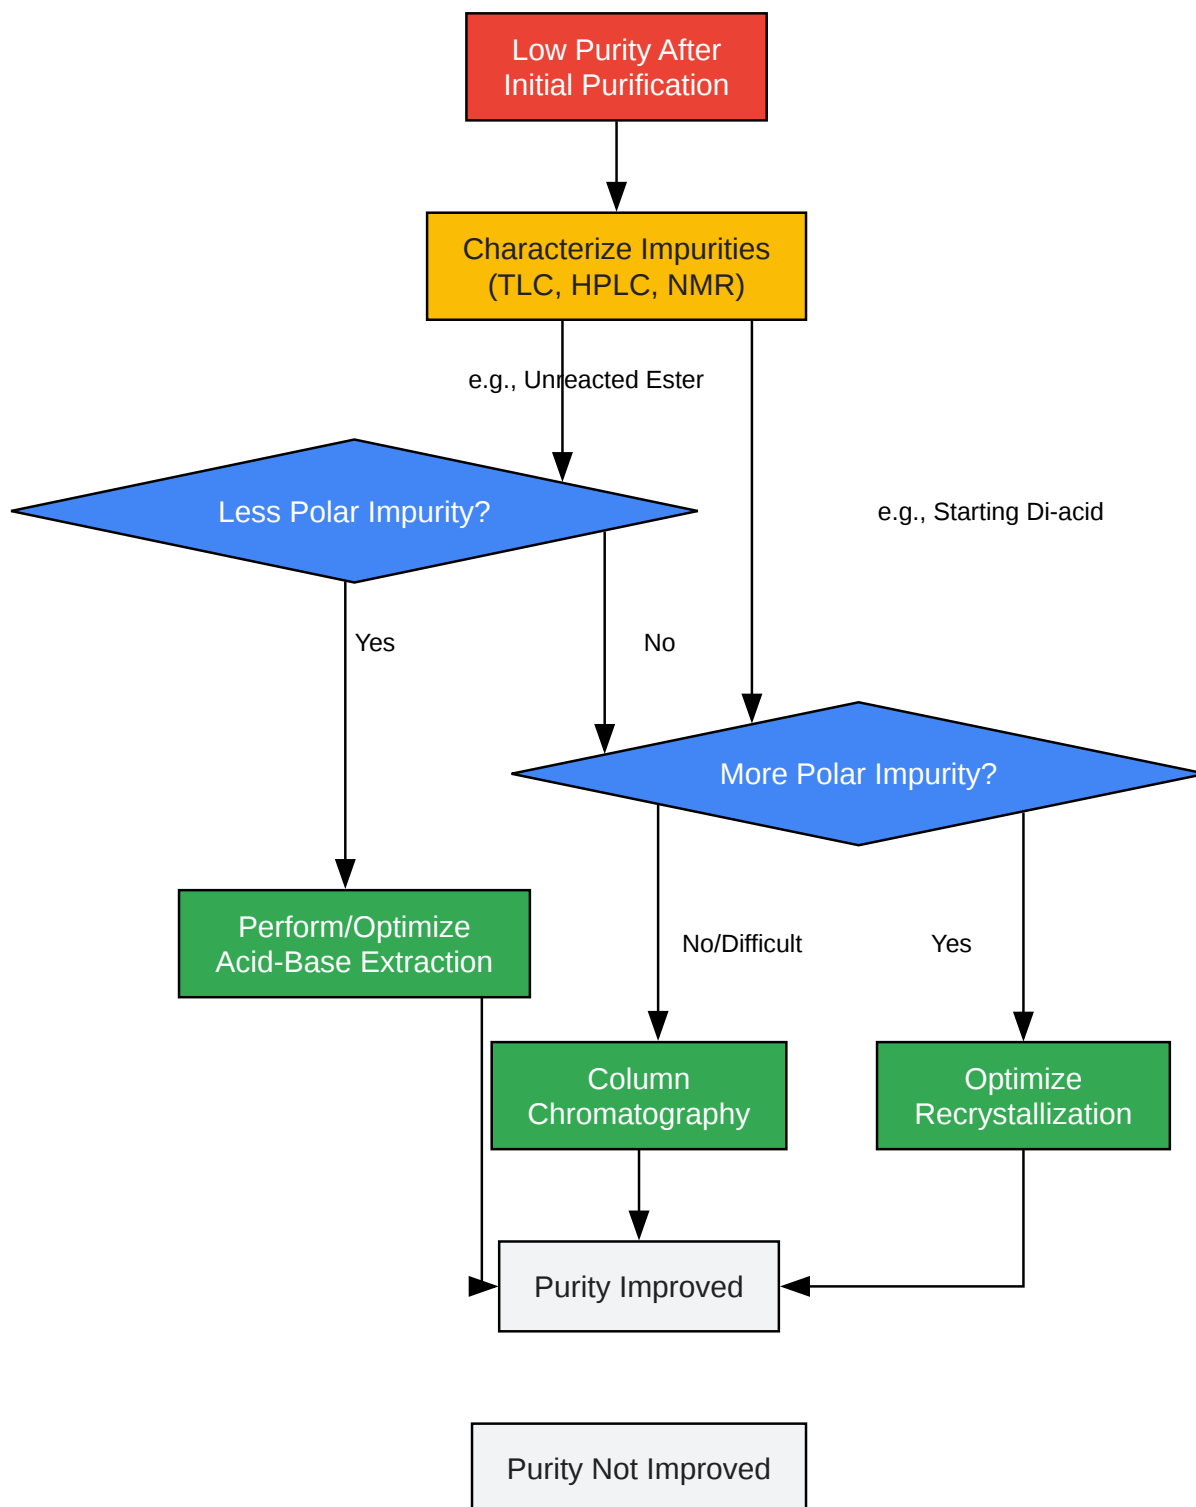 Low Purity After
Initial Purification
Characterize Impurities
(TLC, HPLC, NMR)
e.g., Unreacted Ester
Less Polar Impurity?
e.g., Starting Di-acid
Yes
No
More Polar Impurity?
Perform/Optimize
Acid-Base Extraction
No/Difficult
Yes
Column
Chromatography
Optimize
Recrystallization
Purity Improved
Purity Not Improved